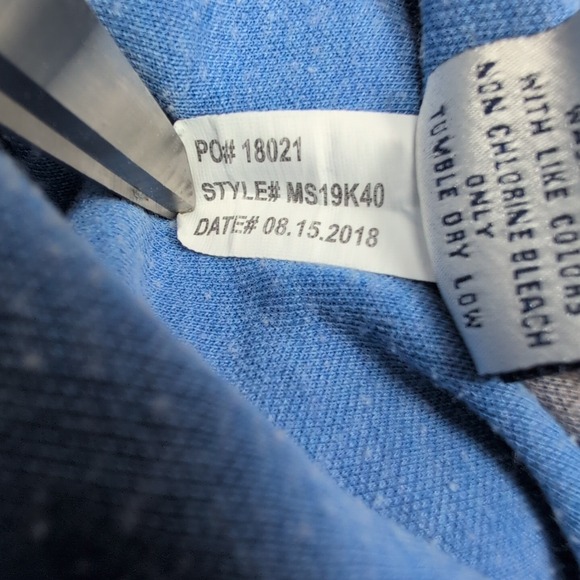 PO# 18021
STYLE# MS19K40
DATE# 08.15.2018
WITH LIKE COLORS
NON CHLORINE BLEACH
ONLY
TUMBLE DRY LOW